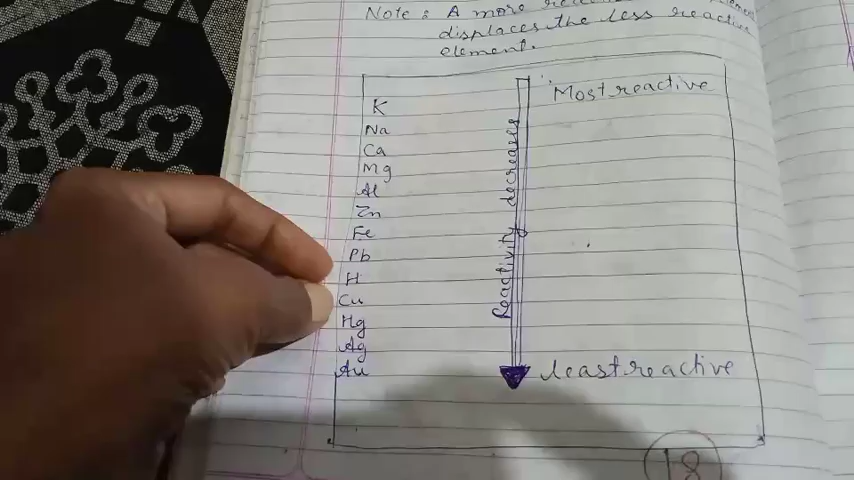 Note : A more
displaces the less reactive
element.
Most reactive
K
Na
Ca
Mg
Al
Zn
Fe
Pb
H
Cu
Hg
Ag
Au
Reactivity decreases
least reactive
18